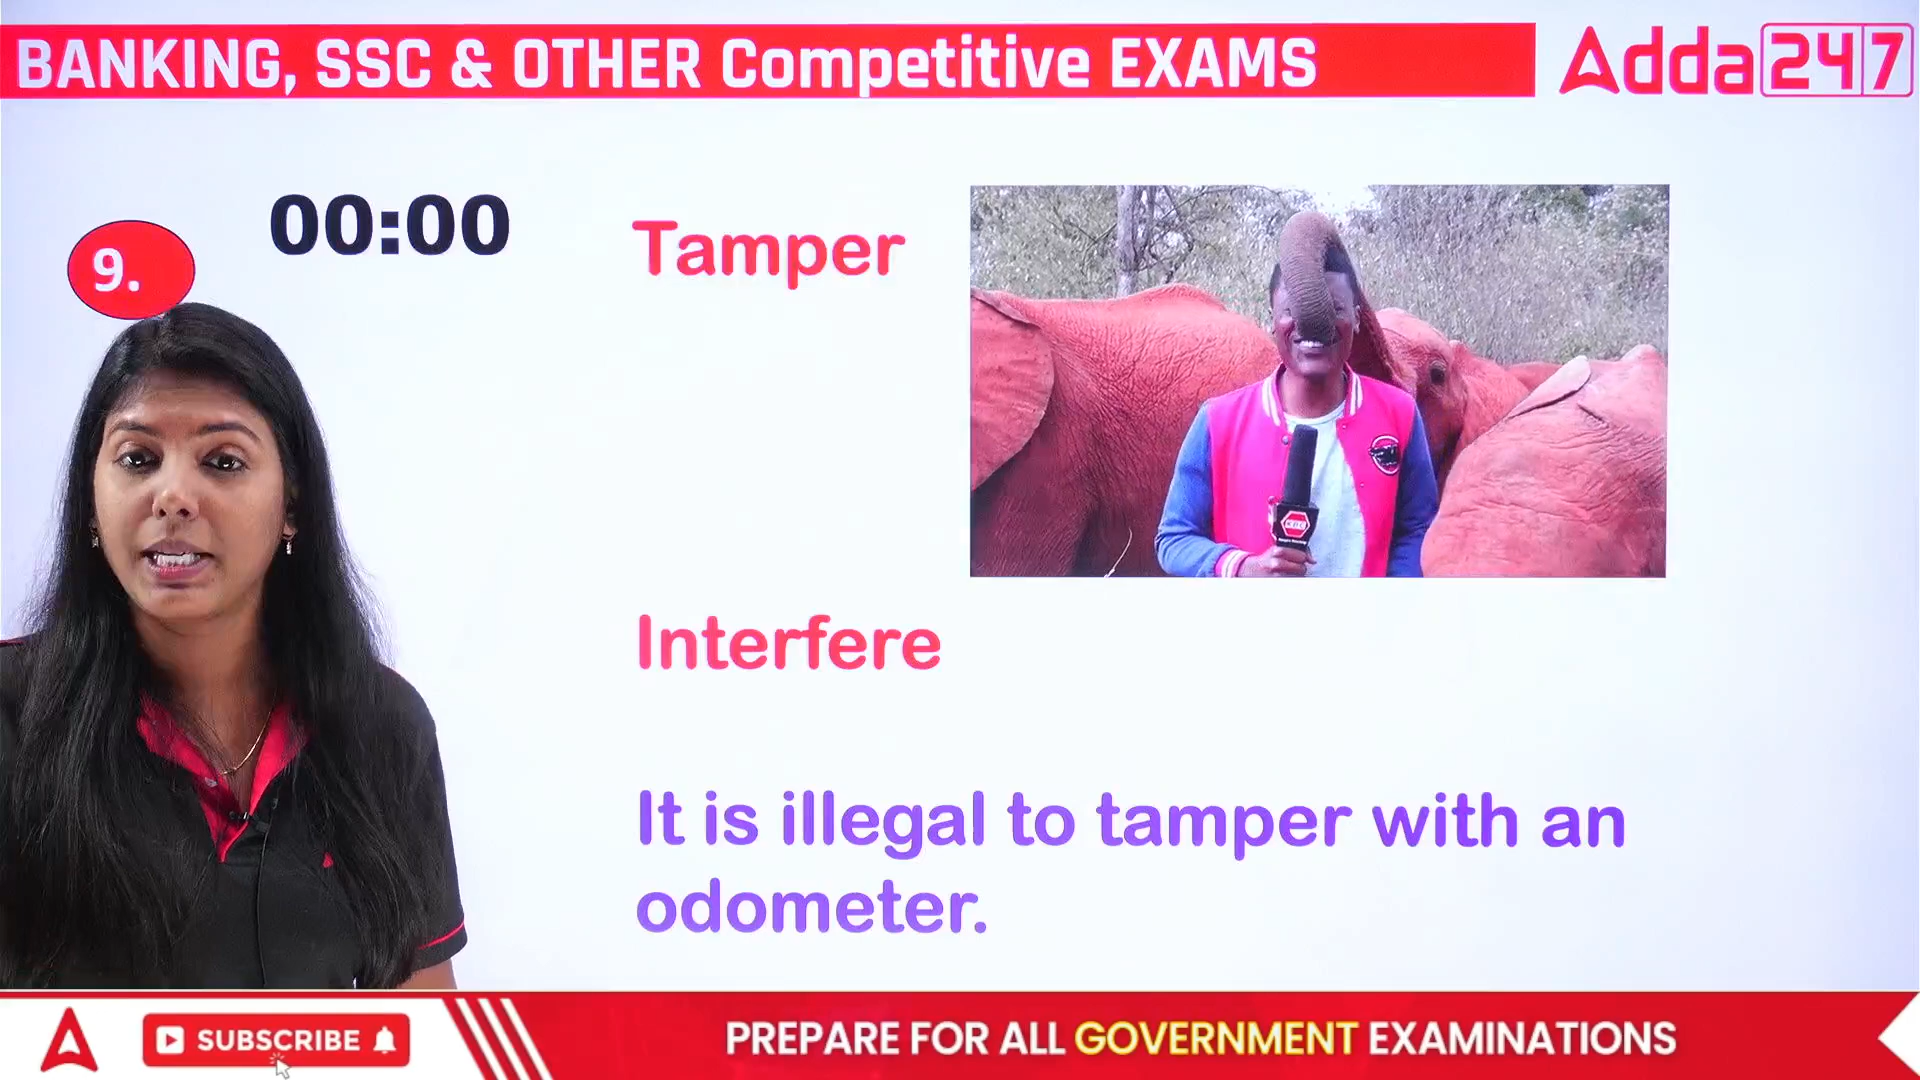 BANKING, SSC & OTHER Competitive EXAMS
Adda247
9.
00:00
Tamper
Interfere
It is illegal to tamper with an
odometer.
SUBSCRIBE
PREPARE FOR ALL GOVERNMENT EXAMINATIONS